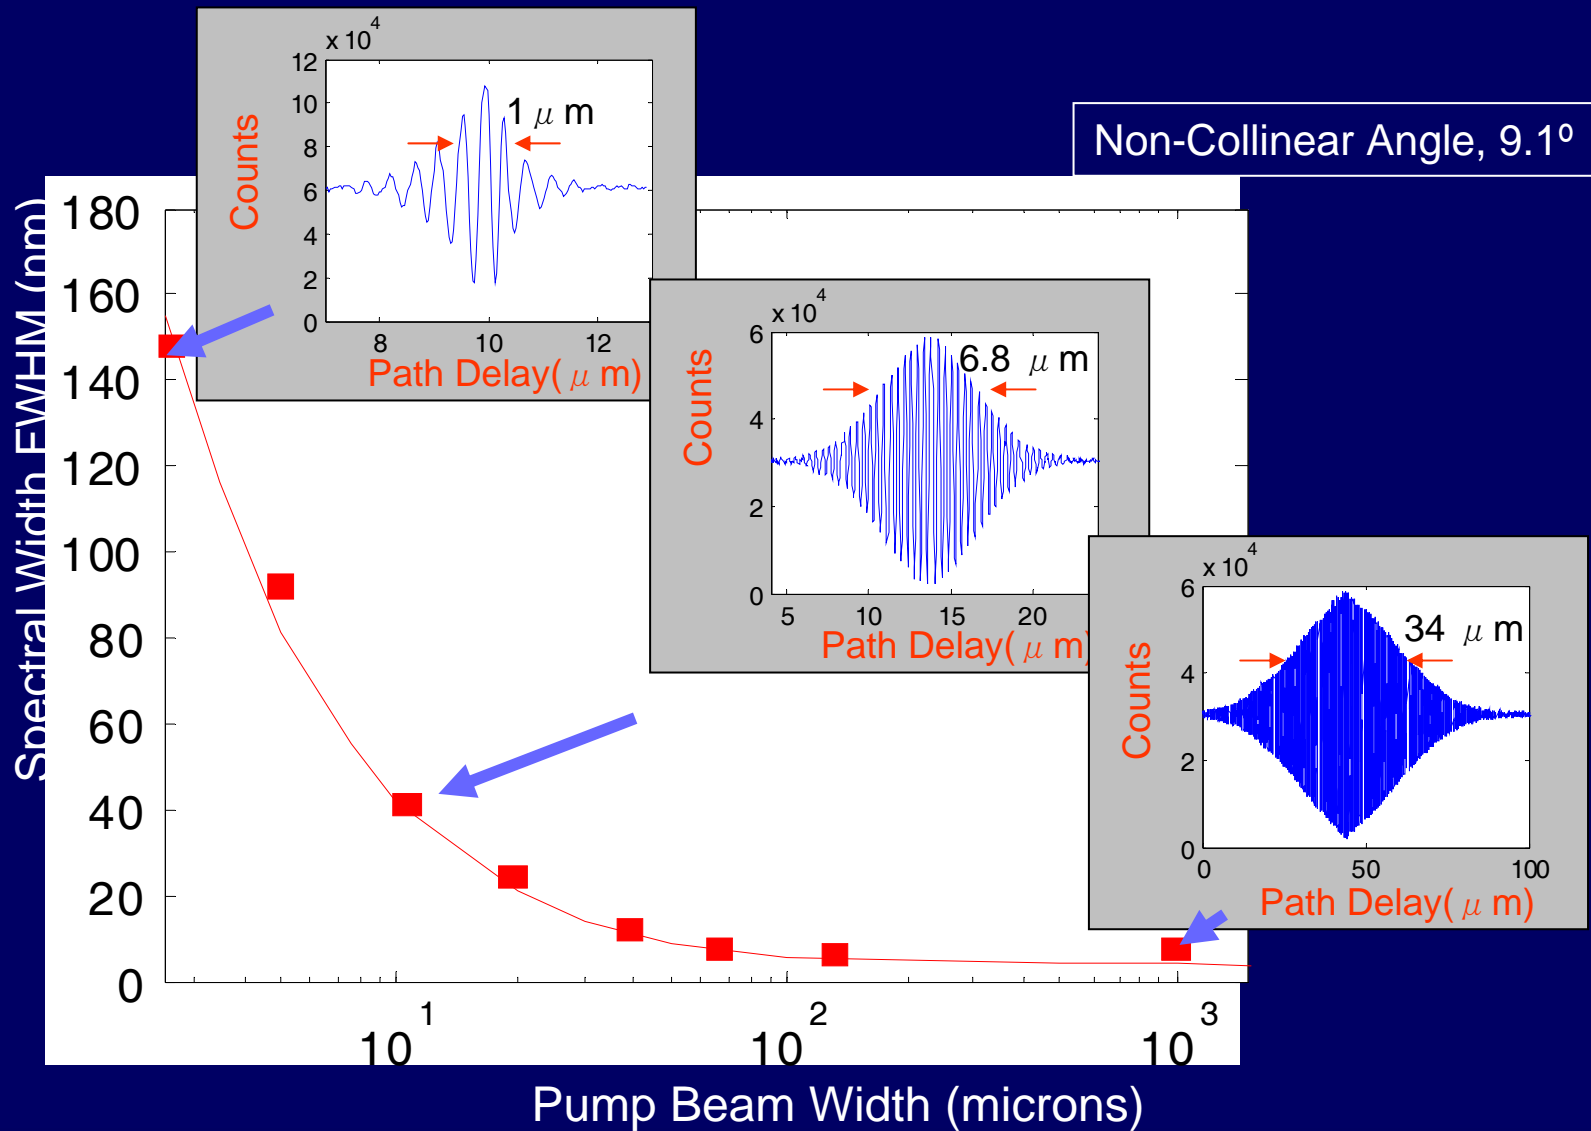 Non-Collinear Angle, 9.1º
x 10 4
12
10
8
6
4
2
0
8 10 12
Counts
1 μ m
Path Delay( μ m)
x 10 4
6
4
2
0
5 10 15 20
Counts
6.8 μ m
Path Delay( μ m)
x 10 4
6
4
2
0
0 50 100
Counts
34 μ m
Path Delay( μ m)
Spectral Width FWHM (nm)
180
160
140
120
100
80
60
40
20
0
10 1 10 2 10 3
Pump Beam Width (microns)